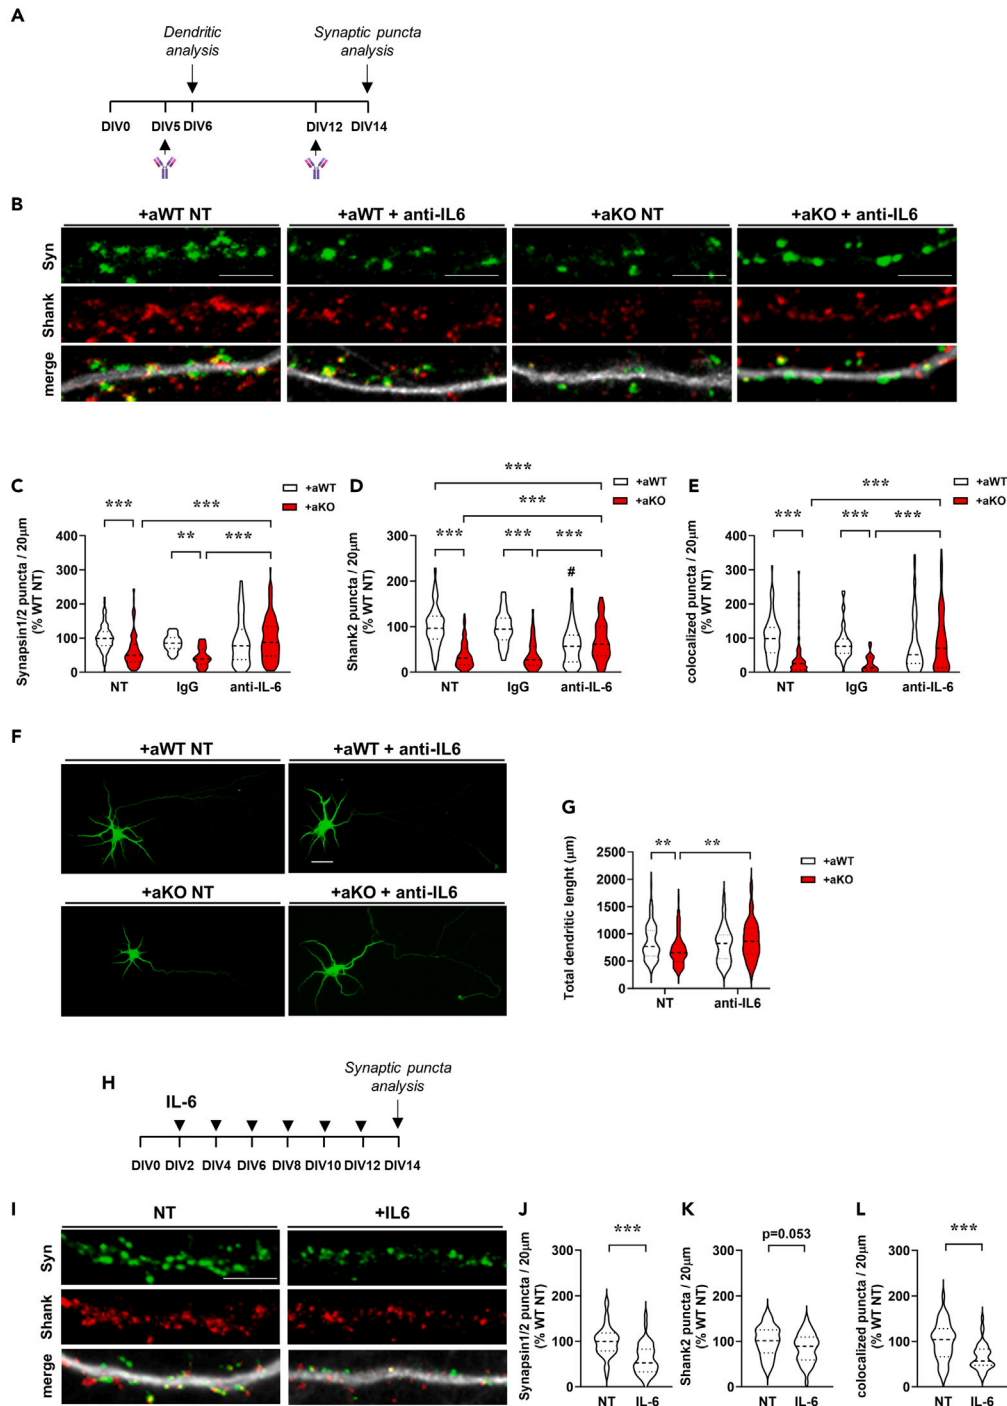 A
Dendritic
analysis
Synaptic puncta
analysis
DIV0 DIV5 DIV6 DIV12 DIV14
B
+aWT NT +aWT + anti-IL6 +aKO NT +aKO + anti-IL6
Syn
Shank
merge
C
+aWT
+aKO
***
***
**
***
Synapsin1/2 puncta / 20μm
(% WT NT)
400
300
200
100
0
NT IgG anti-IL-6
D
+aWT
+aKO
***
***
***
***
***
***
#
Shank2 puncta / 20μm
(% WT NT)
400
300
200
100
0
NT IgG anti-IL-6
E
+aWT
+aKO
***
***
***
***
colocalized puncta / 20μm
(% WT NT)
400
300
200
100
0
NT IgG anti-IL-6
F
+aWT NT +aWT + anti-IL6
+aKO NT +aKO + anti-IL6
G
+aWT
+aKO
**
**
Total dendritic lenght (μm)
2500
2000
1500
1000
500
0
NT anti-IL6
H
Synaptic puncta
analysis
IL-6
DIV0 DIV2 DIV4 DIV6 DIV8 DIV10 DIV12 DIV14
I
NT +IL6
Syn
Shank
merge
J
***
Synapsin1/2 puncta / 20μm
(% WT NT)
300
200
100
0
NT IL-6
K
p=0.053
Shank2 puncta / 20μm
(% WT NT)
300
200
100
0
NT IL-6
L
***
colocalized puncta / 20μm
(% WT NT)
300
200
100
0
NT IL-6